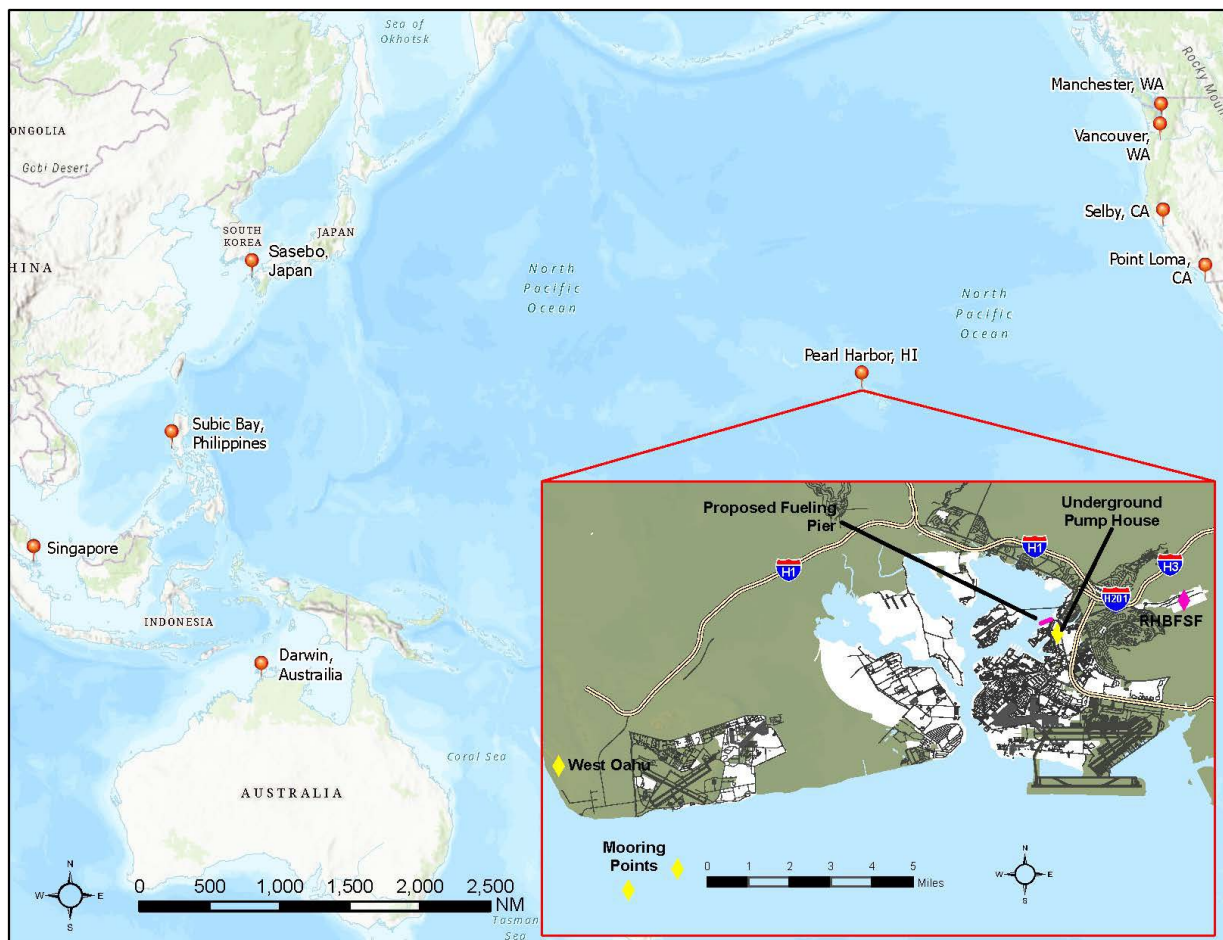 Sea of
Okhotsk
Rocky Moun
Manchester, WA
ONGOLIA
Gobi Desert
Vancouver,
WA
Selby, CA
SOUTH
KOREA
JAPAN
Sasebo,
Japan
HINA
Point Loma,
CA
North
Pacific
Ocean
North
Pacific
Ocean
Pearl Harbor, HI
Subic Bay,
Philippines
Singapore
INDONESIA
Darwin,
Austrailia
Coral Sea
AUSTRALIA
Tasman
Sea
N
W E
S
0 500 1,000 1,500 2,000 2,500
NM
Proposed Fueling
Pier
Underground
Pump House
H1
H1
H3
H201
RHBFSF
West Oahu
Mooring
Points
0 1 2 3 4 5
Miles
N
W E
S